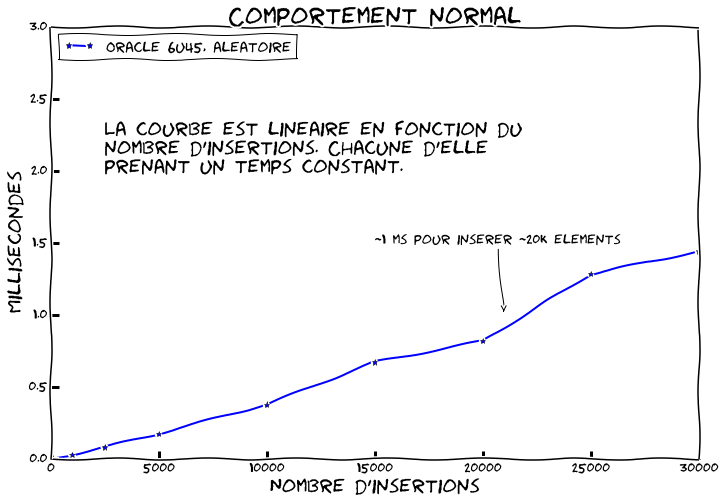 COMPORTEMENT NORMAL
3.0
ORACLE 6U45, ALEATOIRE
2.5
LA COURBE EST LINEAIRE EN FONCTION DU
NOMBRE D'INSERTIONS. CHACUNE D'ELLE
PRENANT UN TEMPS CONSTANT.
2.0
MILLISECONDES
1.5
~1 MS POUR INSERER ~20K ELEMENTS
1.0
0.5
0.0
0 5000 10000 15000 20000 25000 30000
NOMBRE D'INSERTIONS